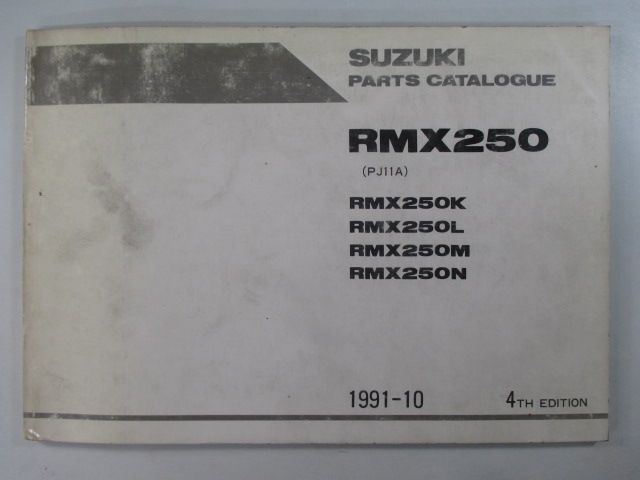 SUZUKI
PARTS CATALOGUE
RMX250
(PJ11A)
RMX250K
RMX250L
RMX250M
RMX250N
1991-10 4TH EDITION